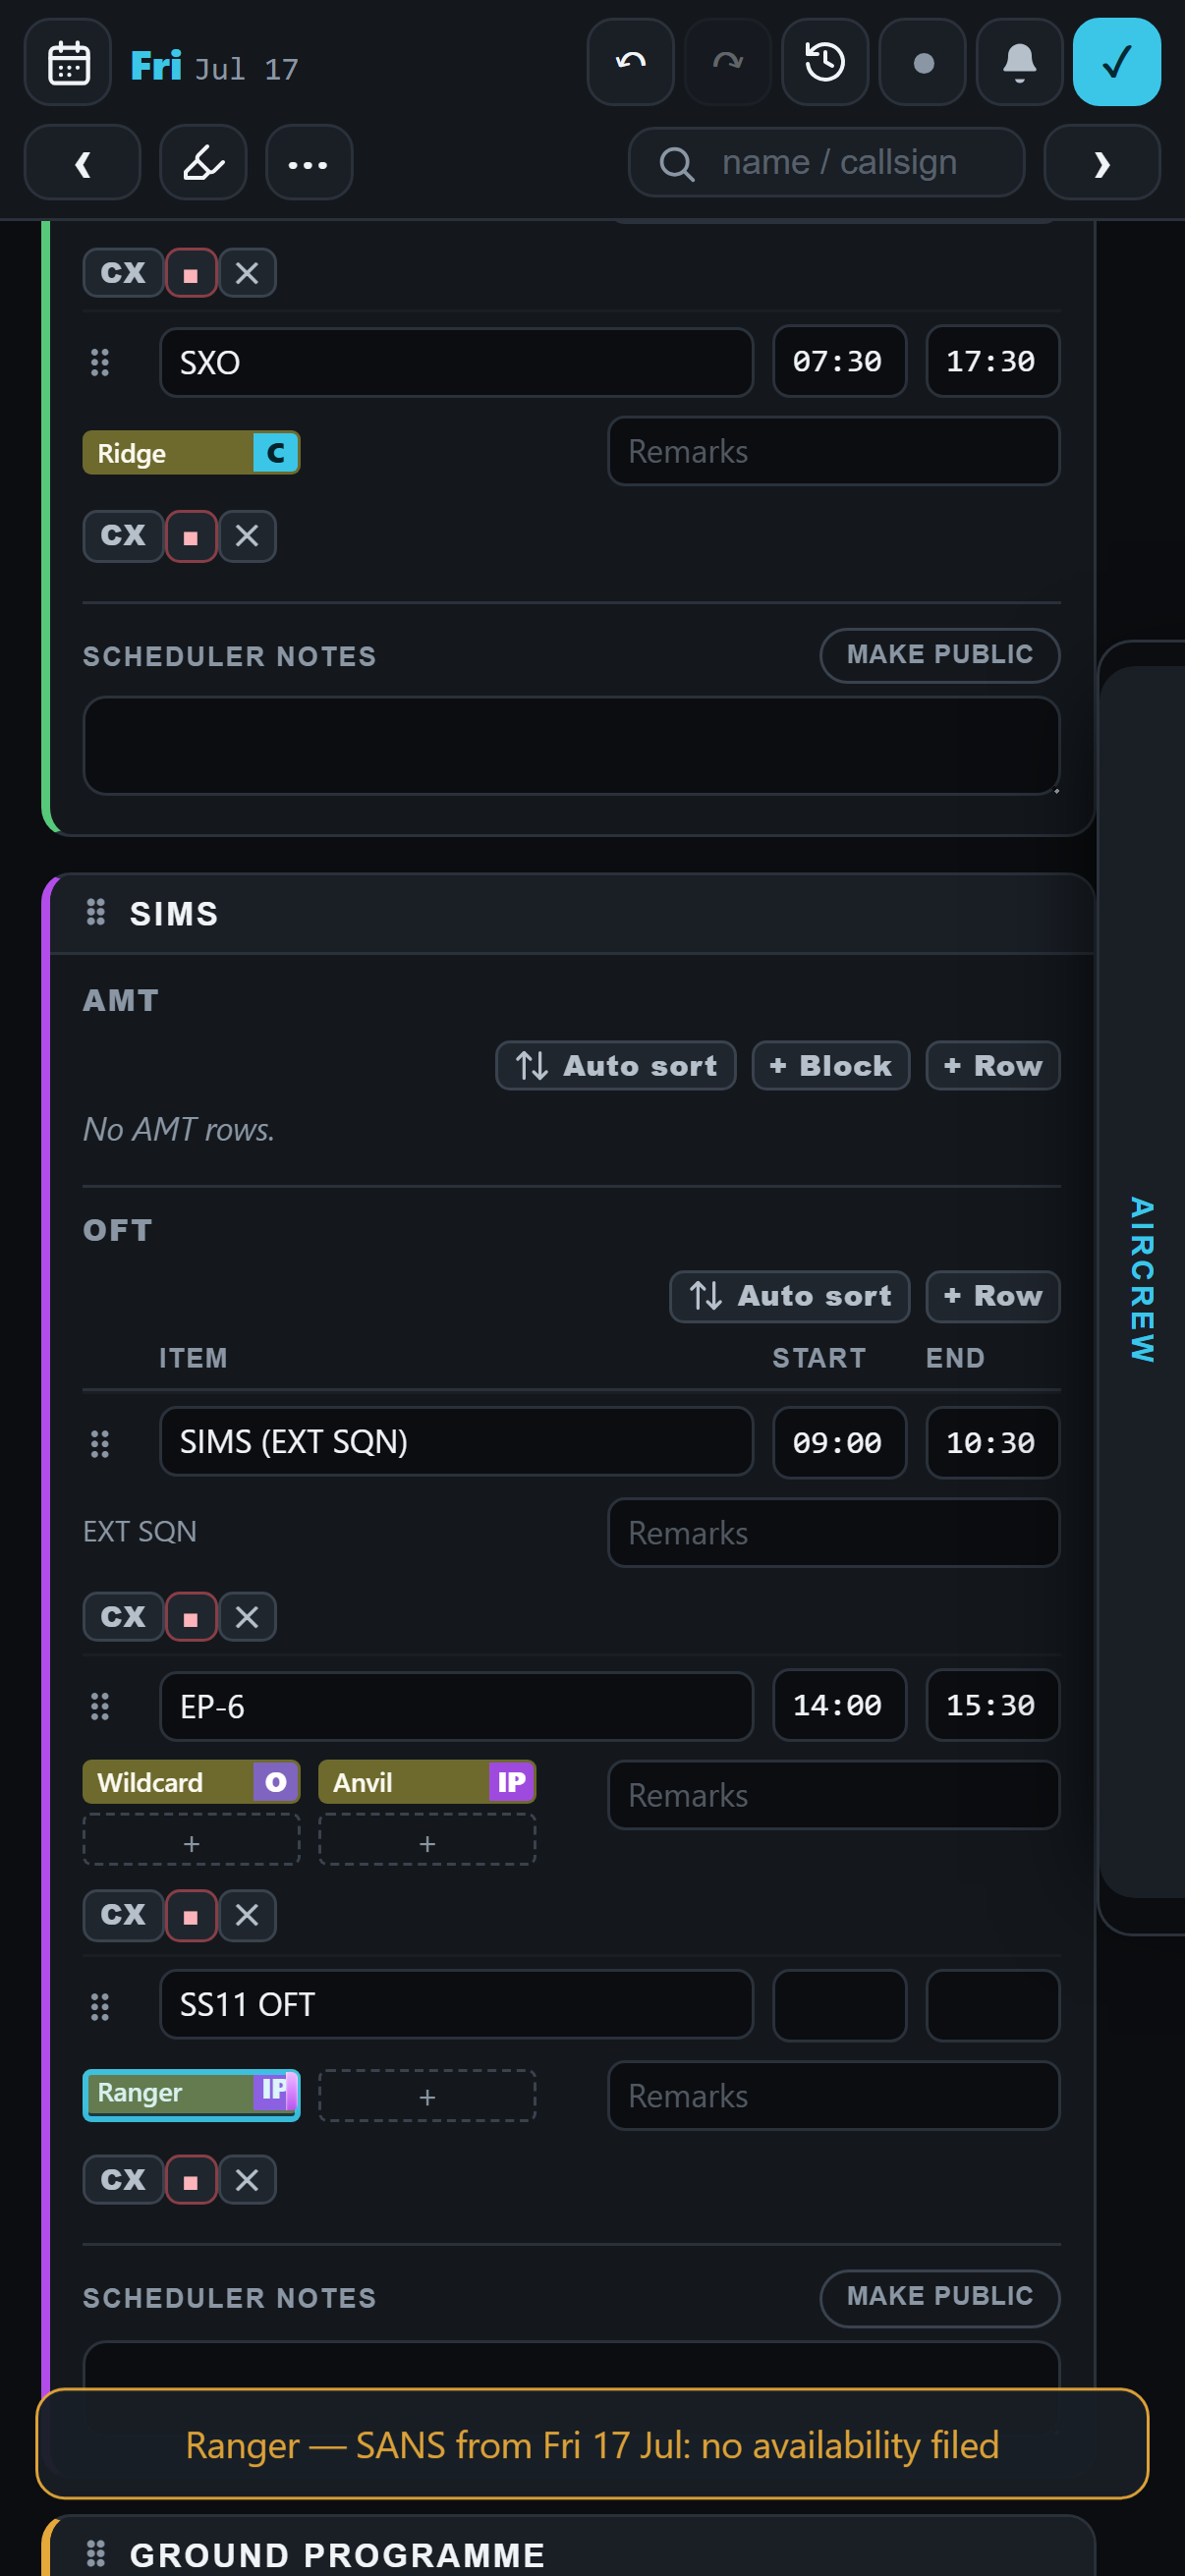 Fri Jul 17
name / callsign
CX
SXO 07:30 17:30
Ridge C Remarks
CX
SCHEDULER NOTES MAKE PUBLIC
SIMS
AMT
Auto sort + Block + Row
No AMT rows.
OFT
Auto sort + Row
ITEM START END
SIMS (EXT SQN) 09:00 10:30
EXT SQN Remarks
CX
EP-6 14:00 15:30
Wildcard O Anvil IP Remarks
+ +
CX
SS11 OFT
Ranger IP + Remarks
CX
SCHEDULER NOTES MAKE PUBLIC
Ranger — SANS from Fri 17 Jul: no availability filed
GROUND PROGRAMME
AIRCREW